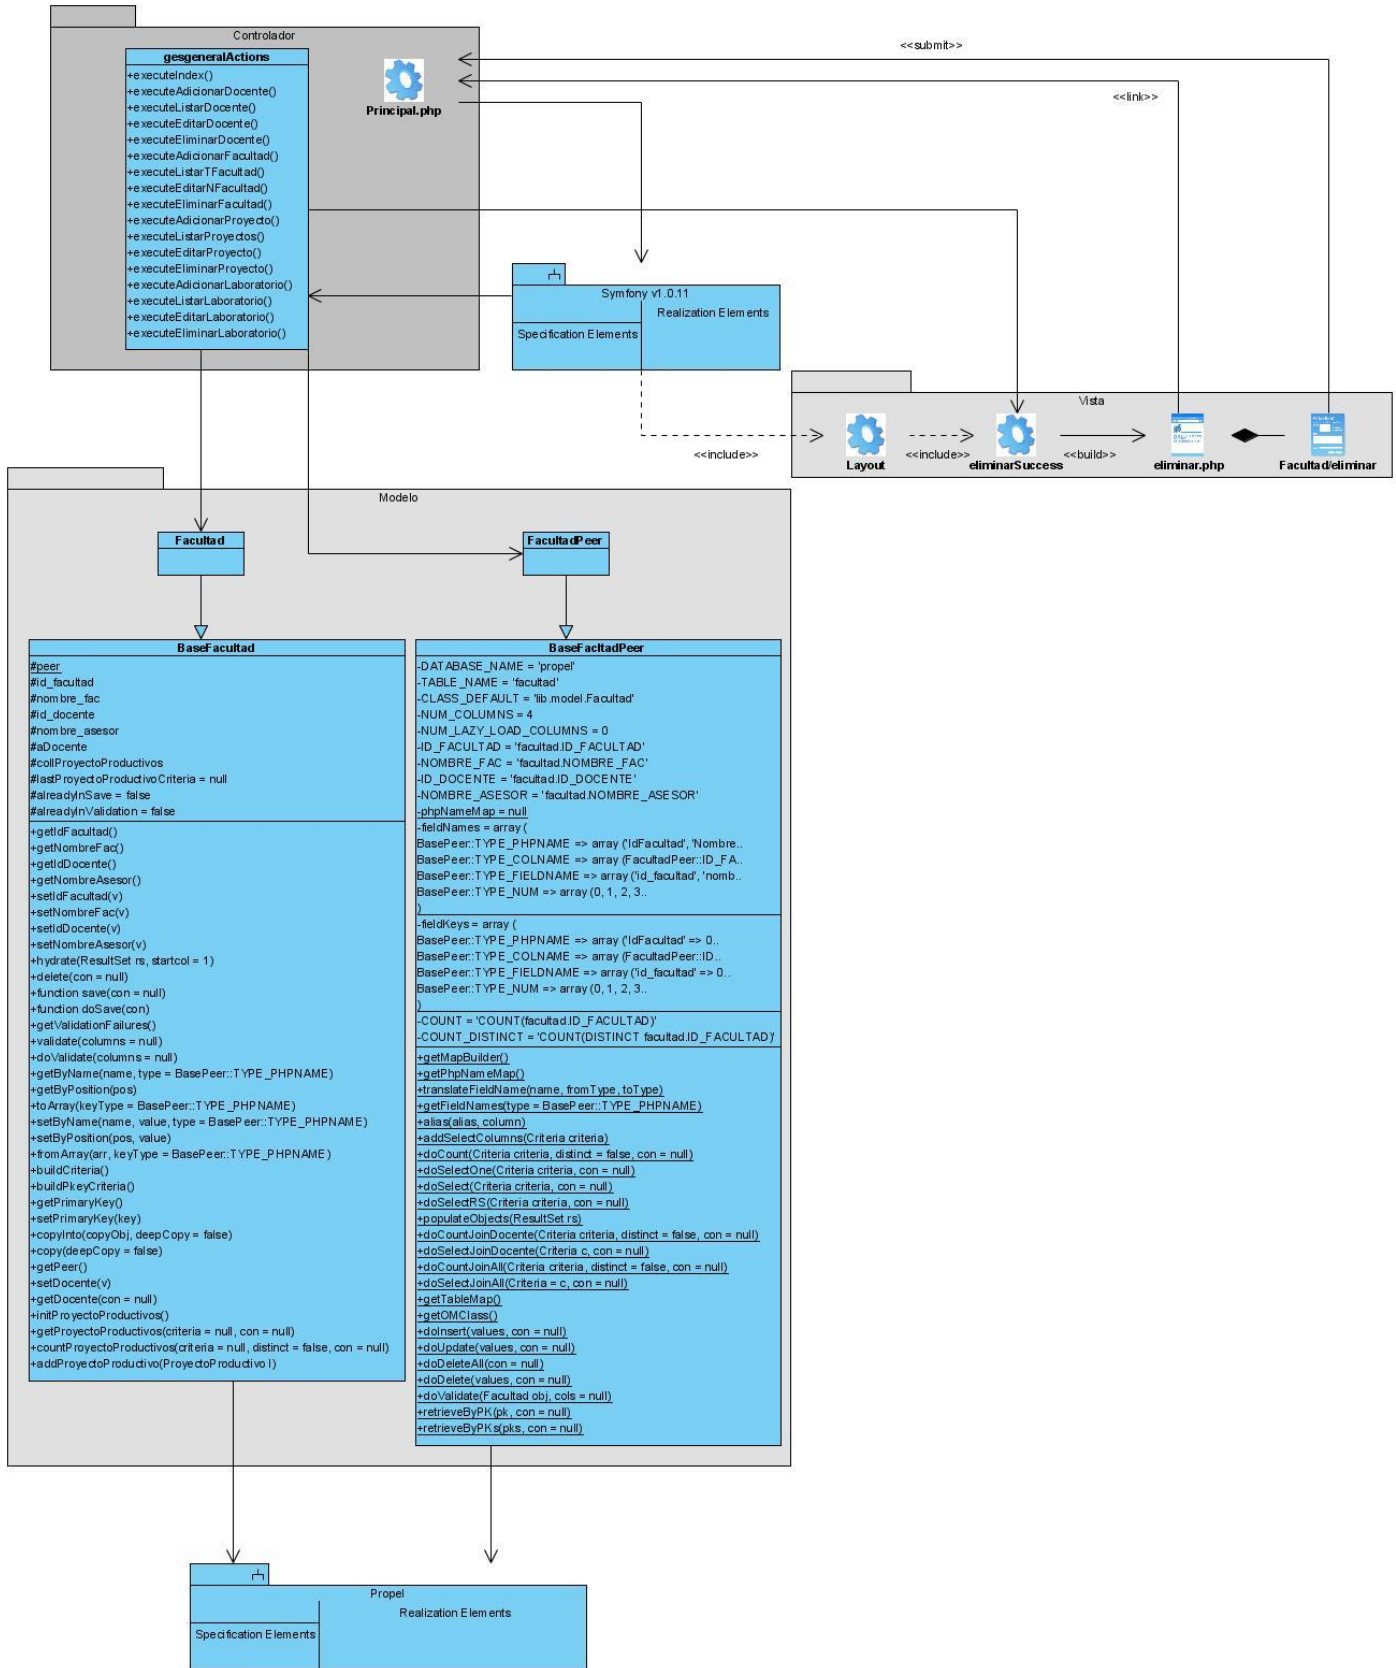 Controlador
gesgeneralActions
+executeIndex()
+executeAdicionarDocente()
+executeListarDocente()
+executeEditarDocente()
+executeEliminarDocente()
+executeAdicionarFacultad()
+executeListarTFacultad()
+executeEditarNFacultad()
+executeEliminarFacultad()
+executeAdicionarProyecto()
+executeListarProyectos()
+executeEditarProyecto()
+executeEliminarProyecto()
+executeAdicionarLaboratorio()
+executeListarLaboratorio()
+executeEditarLaboratorio()
+executeEliminarLaboratorio()
Principal.php
<<submit>>
<<link>>
Symfony v1.0.11
Realization Elements
Specification Elements
Vista
<<include>>
Layout
<<include>>
eliminarSuccess
<<build>>
eliminar.php
Facultad/eliminar
Modelo
Facultad
FacultadPeer
BaseFacultad
#peer
#id_facultad
#nombre_fac
#id_docente
#nombre_asesor
#aDocente
#collProyectoProductivos
#lastProyectoProductivoCriteria = null
#alreadyInSave = false
#alreadyInValidation = false
+getIdFacultad()
+getNombreFac()
+getIdDocente()
+getNombreAsesor()
+setIdFacultad(v)
+setNombreFac(v)
+setIdDocente(v)
+setNombreAsesor(v)
+hydrate(ResultSet rs, startcol = 1)
+delete(con = null)
+function save(con = null)
+function doSave(con)
+getValidationFailures()
+validate(columns = null)
+doValidate(columns = null)
+getByName(name, type = BasePeer::TYPE_PHPNAME)
+getByPosition(pos)
+toArray(keyType = BasePeer::TYPE_PHPNAME)
+setByName(name, value, type = BasePeer::TYPE_PHPNAME)
+setByPosition(pos, value)
+fromArray(arr, keyType = BasePeer::TYPE_PHPNAME)
+buildCriteria()
+buildPkeyCriteria()
+getPrimaryKey()
+setPrimaryKey(key)
+copyInto(copyObj, deepCopy = false)
+copy(deepCopy = false)
+getPeer()
+setDocente(v)
+getDocente(con = null)
+initProyectoProductivos()
+getProyectoProductivos(criteria = null, con = null)
+countProyectoProductivos(criteria = null, distinct = false, con = null)
+addProyectoProductivo(ProyectoProductivo l)
BaseFacltadPeer
-DATABASE_NAME = 'propel'
-TABLE_NAME = 'facultad'
-CLASS_DEFAULT = 'lib.model.Facultad'
-NUM_COLUMNS = 4
-NUM_LAZY_LOAD_COLUMNS = 0
-ID_FACULTAD = 'facultad.ID_FACULTAD'
-NOMBRE_FAC = 'facultad.NOMBRE_FAC'
-ID_DOCENTE = 'facultad.ID_DOCENTE'
-NOMBRE_ASESOR = 'facultad.NOMBRE_ASESOR'
-phpNameMap = null
-fieldNames = array (
BasePeer::TYPE_PHPNAME => array ('IdFacultad', 'Nombre..
BasePeer::TYPE_COLNAME => array (FacultadPeer::ID_FA..
BasePeer::TYPE_FIELDNAME => array ('id_facultad', 'nomb..
BasePeer::TYPE_NUM => array (0, 1, 2, 3..
)
-fieldKeys = array (
BasePeer::TYPE_PHPNAME => array ('IdFacultad' => 0..
BasePeer::TYPE_COLNAME => array (FacultadPeer::ID..
BasePeer::TYPE_FIELDNAME => array ('id_facultad' => 0..
BasePeer::TYPE_NUM => array (0, 1, 2, 3..
)
-COUNT = 'COUNT(facultad.ID_FACULTAD)'
-COUNT_DISTINCT = 'COUNT(DISTINCT facultad.ID_FACULTAD)'
+getMapBuilder()
+getPhpNameMap()
+translateFieldName(name, fromType, toType)
+getFieldNames(type = BasePeer::TYPE_PHPNAME)
+alias(alias, column)
+addSelectColumns(Criteria criteria)
+doCount(Criteria criteria, distinct = false, con = null)
+doSelectOne(Criteria criteria, con = null)
+doSelect(Criteria criteria, con = null)
+doSelectRS(Criteria criteria, con = null)
+populateObjects(ResultSet rs)
+doCountJoinDocente(Criteria criteria, distinct = false, con = null)
+doSelectJoinDocente(Criteria c, con = null)
+doCountJoinAll(Criteria criteria, distinct = false, con = null)
+doSelectJoinAll(Criteria = c, con = null)
+getTableMap()
+getOMClass()
+doInsert(values, con = null)
+doUpdate(values, con = null)
+doDeleteAll(con = null)
+doDelete(values, con = null)
+doValidate(Facultad obj, cols = null)
+retrieveByPK(pk, con = null)
+retrieveByPKs(pks, con = null)
Propel
Realization Elements
Specification Elements